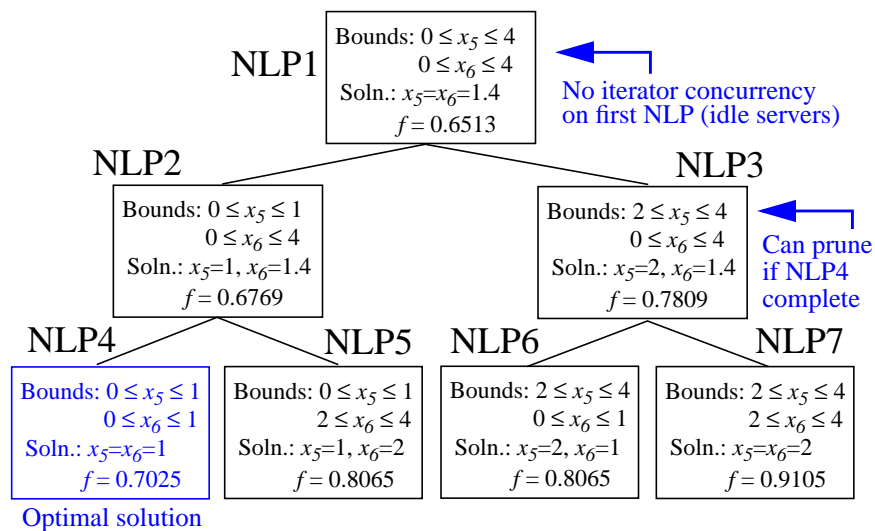 NLP1
Bounds: 0 ≤ x5 ≤ 4
0 ≤ x6 ≤ 4
Soln.: x5=x6=1.4
f = 0.6513
No iterator concurrency
on first NLP (idle servers)
NLP2
Bounds: 0 ≤ x5 ≤ 1
0 ≤ x6 ≤ 4
Soln.: x5=1, x6=1.4
f = 0.6769
NLP3
Bounds: 2 ≤ x5 ≤ 4
0 ≤ x6 ≤ 4
Soln.: x5=2, x6=1.4
f = 0.7809
Can prune
if NLP4
complete
NLP4
Bounds: 0 ≤ x5 ≤ 1
0 ≤ x6 ≤ 1
Soln.: x5=x6=1
f = 0.7025
Optimal solution
NLP5
Bounds: 0 ≤ x5 ≤ 1
2 ≤ x6 ≤ 4
Soln.: x5=1, x6=2
f = 0.8065
NLP6
Bounds: 2 ≤ x5 ≤ 4
0 ≤ x6 ≤ 1
Soln.: x5=2, x6=1
f = 0.8065
NLP7
Bounds: 2 ≤ x5 ≤ 4
2 ≤ x6 ≤ 4
Soln.: x5=x6=2
f = 0.9105